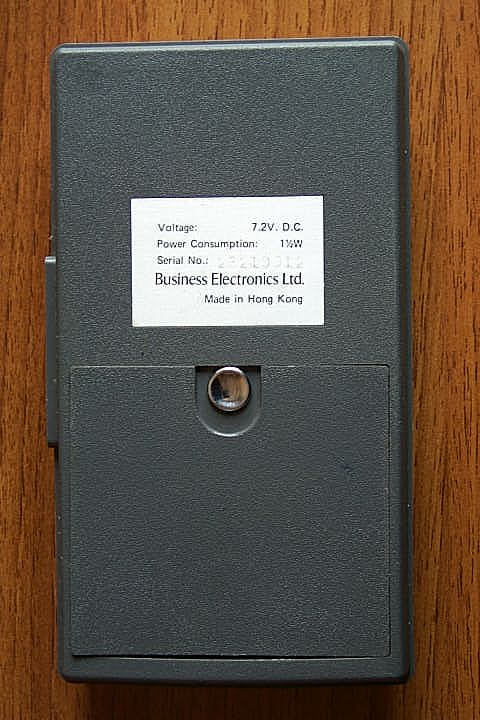 Voltage: 7.2V. D.C.
Power Consumption: 1½W
Serial No.:
Business Electronics Ltd.
Made in Hong Kong